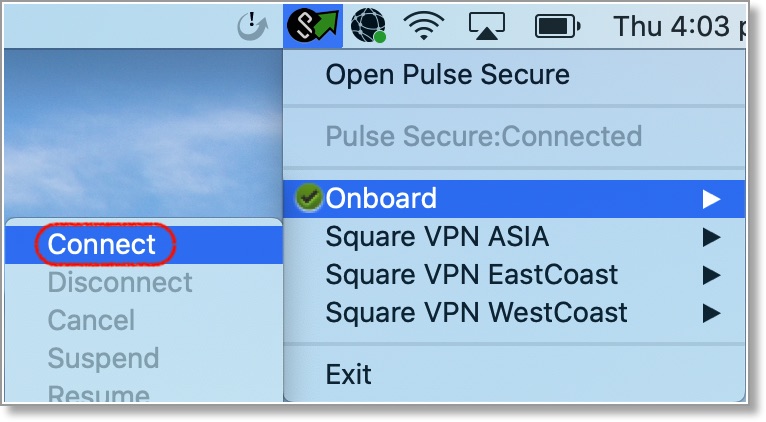 Thu 4:03 p
Open Pulse Secure
Pulse Secure:Connected
Onboard
Square VPN ASIA
Square VPN EastCoast
Square VPN WestCoast
Exit
Connect
Disconnect
Cancel
Suspend
Resume